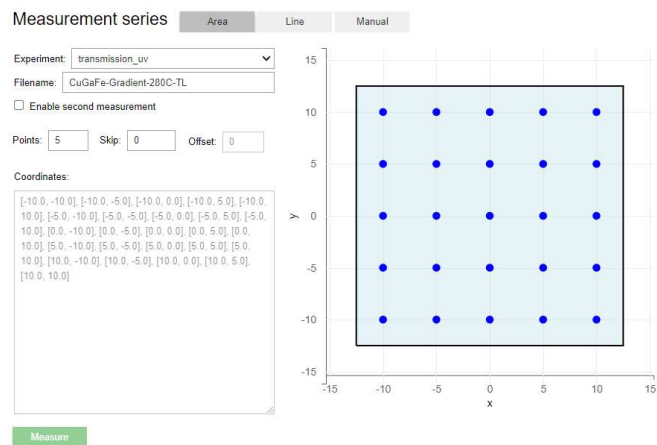 Measurement series Area Line Manual
Experiment: transmission_uv
Filename: CuGaFe-Gradient-280C-TL
Enable second measurement
Points: 5 Skip: 0 Offset: 0
Coordinates:
[-10.0, -10.0], [-10.0, -5.0], [-10.0, 0.0], [-10.0, 5.0], [-10.0,
10.0], [-5.0, -10.0], [-5.0, -5.0], [-5.0, 0.0], [-5.0, 5.0], [-5.0,
10.0], [0.0, -10.0], [0.0, -5.0], [0.0, 0.0], [0.0, 5.0], [0.0,
10.0], [5.0, -10.0], [5.0, -5.0], [5.0, 0.0], [5.0, 5.0], [5.0,
10.0], [10.0, -10.0], [10.0, -5.0], [10.0, 0.0], [10.0, 5.0],
[10.0, 10.0]
Measure
15
10
5
0
-5
-10
-15
y
-15 -10 -5 0 5 10 15
x